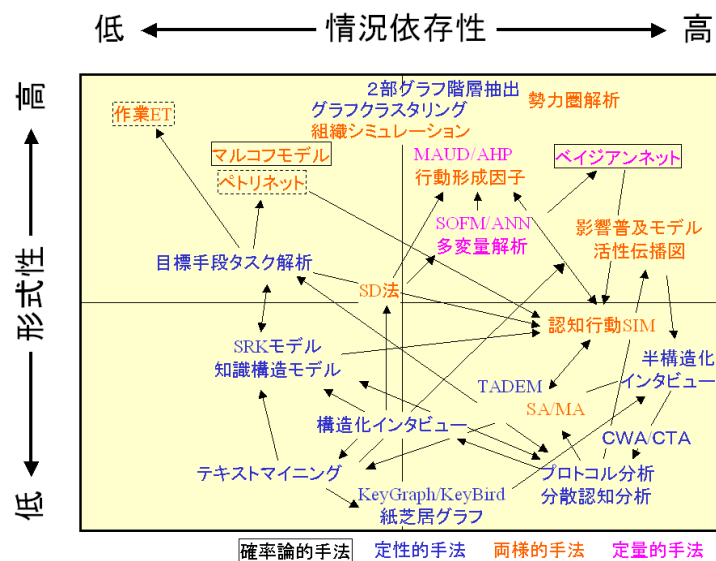 低 情況依存性 高
高
形式性
低
2部グラフ階層抽出
グラフクラスタリング
組織シミュレーション
勢力圏解析
作業ET
マルコフモデル
ペトリネット
MAUD/AHP
行動形成因子
ベイジアンネット
SOFM/ANN
多変量解析
影響普及モデル
活性伝播図
目標手段タスク解析
SD法
認知行動SIM
SRKモデル
知識構造モデル
半構造化
インタビュー
TADEM
SA/MA
構造化インタビュー
CWA/CTA
テキストマイニング
プロトコル分析
分散認知分析
KeyGraph/KeyBird
紙芝居グラフ
確率論的手法 定性的手法 両様的手法 定量的手法